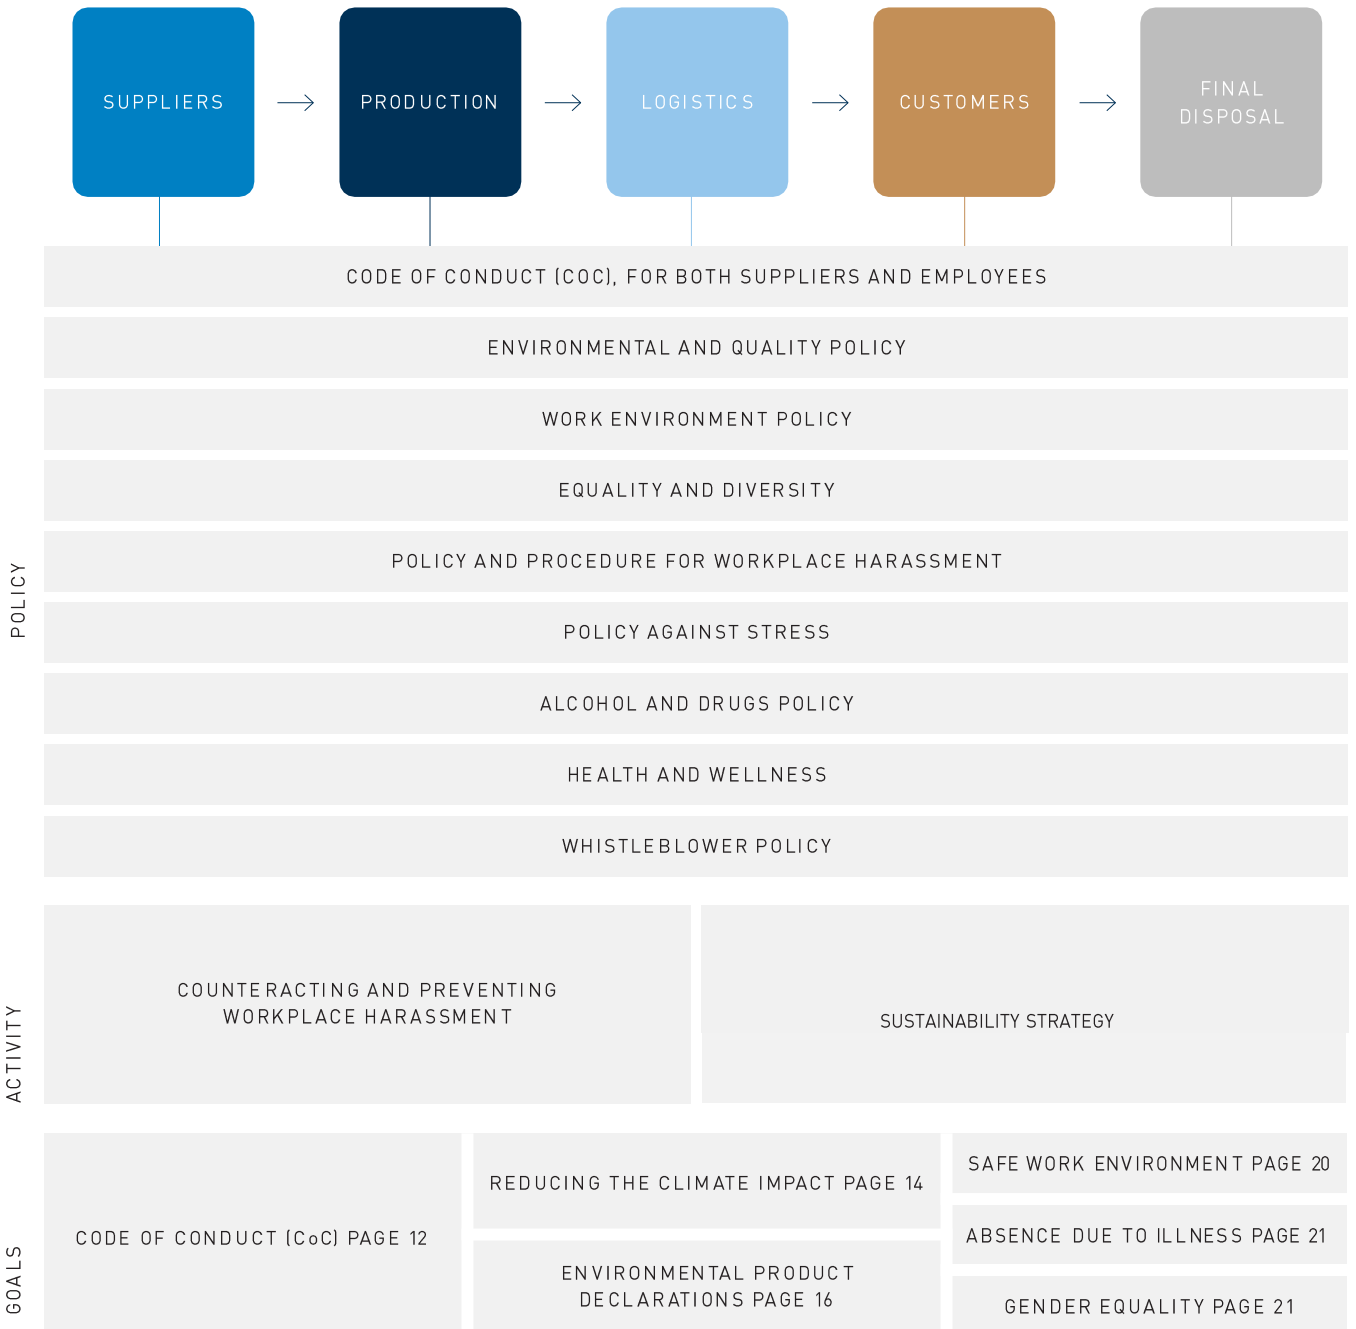 SUPPLIERS
PRODUCTION
LOGISTICS
CUSTOMERS
FINAL
DISPOSAL
POLICY
CODE OF CONDUCT (COC), FOR BOTH SUPPLIERS AND EMPLOYEES
ENVIRONMENTAL AND QUALITY POLICY
WORK ENVIRONMENT POLICY
EQUALITY AND DIVERSITY
POLICY AND PROCEDURE FOR WORKPLACE HARASSMENT
POLICY AGAINST STRESS
ALCOHOL AND DRUGS POLICY
HEALTH AND WELLNESS
WHISTLEBLOWER POLICY
ACTIVITY
COUNTERACTING AND PREVENTING
WORKPLACE HARASSMENT
SUSTAINABILITY STRATEGY
GOALS
CODE OF CONDUCT (CoC) PAGE 12
REDUCING THE CLIMATE IMPACT PAGE 14
ENVIRONMENTAL PRODUCT
DECLARATIONS PAGE 16
SAFE WORK ENVIRONMENT PAGE 20
ABSENCE DUE TO ILLNESS PAGE 21
GENDER EQUALITY PAGE 21